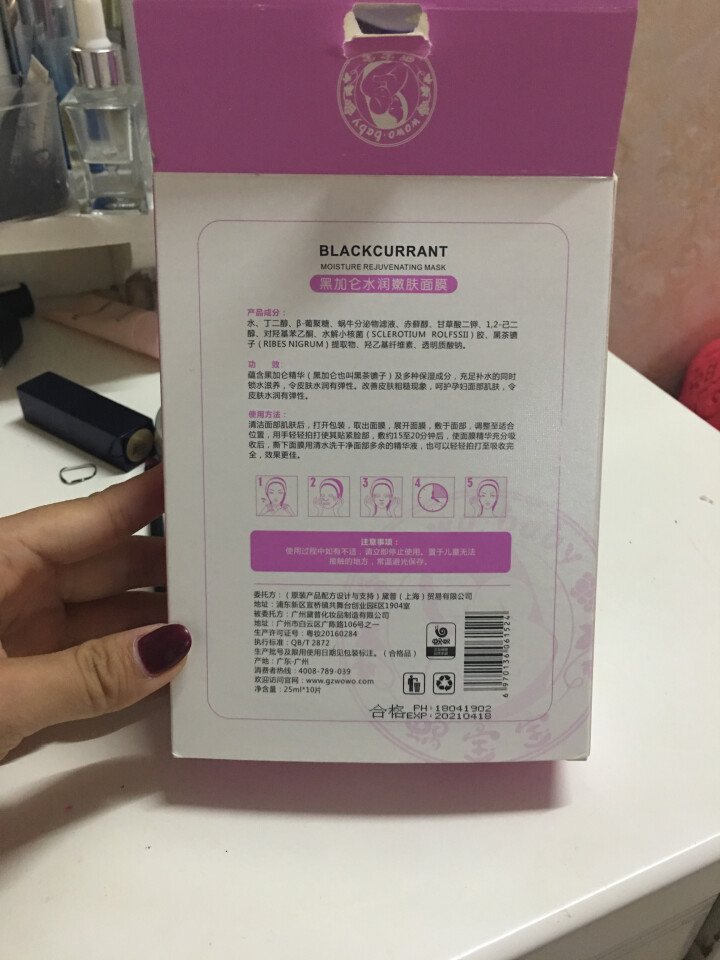 wowo·baby
BLACKCURRANT
MOISTURE REJUVENATING MASK
黑加仑水润嫩肤面膜
产品成分：
水、丁二醇、β-葡聚糖、蜗牛分泌物滤液、赤藓醇、甘草酸二钾、1,2-己二
醇、对羟基苯乙酮、水解小核菌(SCLEROTIUM ROLFSSII)胶、黑茶镳
子(RIBES NIGRUM)提取物、羟乙基纤维素、透明质酸钠。
功 效：
蕴含黑加仑精华（黑加仑也叫黑茶镳子）及多种保湿成分，充足补水的同时
锁水滋养，令皮肤水润有弹性。改善皮肤粗糙现象，呵护孕妇面部肌肤，令
皮肤水润有弹性。
使用方法：
清洁面部肌肤后，打开包装，取出面膜，展开面膜，敷于面部，调整至适合
位置，用手轻轻拍打使其贴紧脸部，敷约15至20分钟后，使面膜精华充分吸
收后，撕下面膜用清水洗干净面部多余的精华液，也可以轻轻拍打至吸收完
全，效果更佳。
1 2 3 4 5
注意事项：
使用过程中如有不适，请立即停止使用。置于儿童无法
接触的地方，常温避光保存。
委托方：（原装产品配方设计与支持）黛普（上海）贸易有限公司
地址：浦东新区宣桥镇共舞台创业园E区1904室
被委托方：广州黛普化妆品制造有限公司
地址：广州市白云区广陈路106号之一
生产许可证号：粤妆20160284
执行标准：QB/T 2872
生产批号及限用使用日期见包装标注。（合格品）
产地：广东·广州
消费者热线：4008-789-039
欢迎访问官网：www.gzwowo.com
净含量：25ml*10片
6 970136 061524
合格 PH：18041902
EXP：20210418